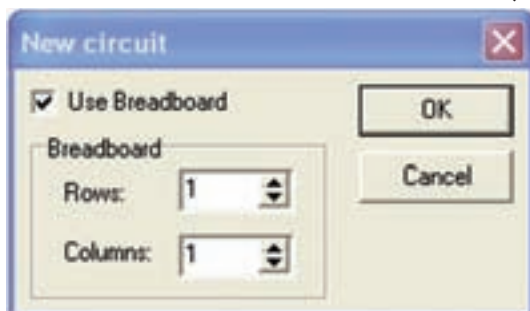 New circuit
Use Breadboard
OK
Breadboard
Rows: 1
Cancel
Columns: 1